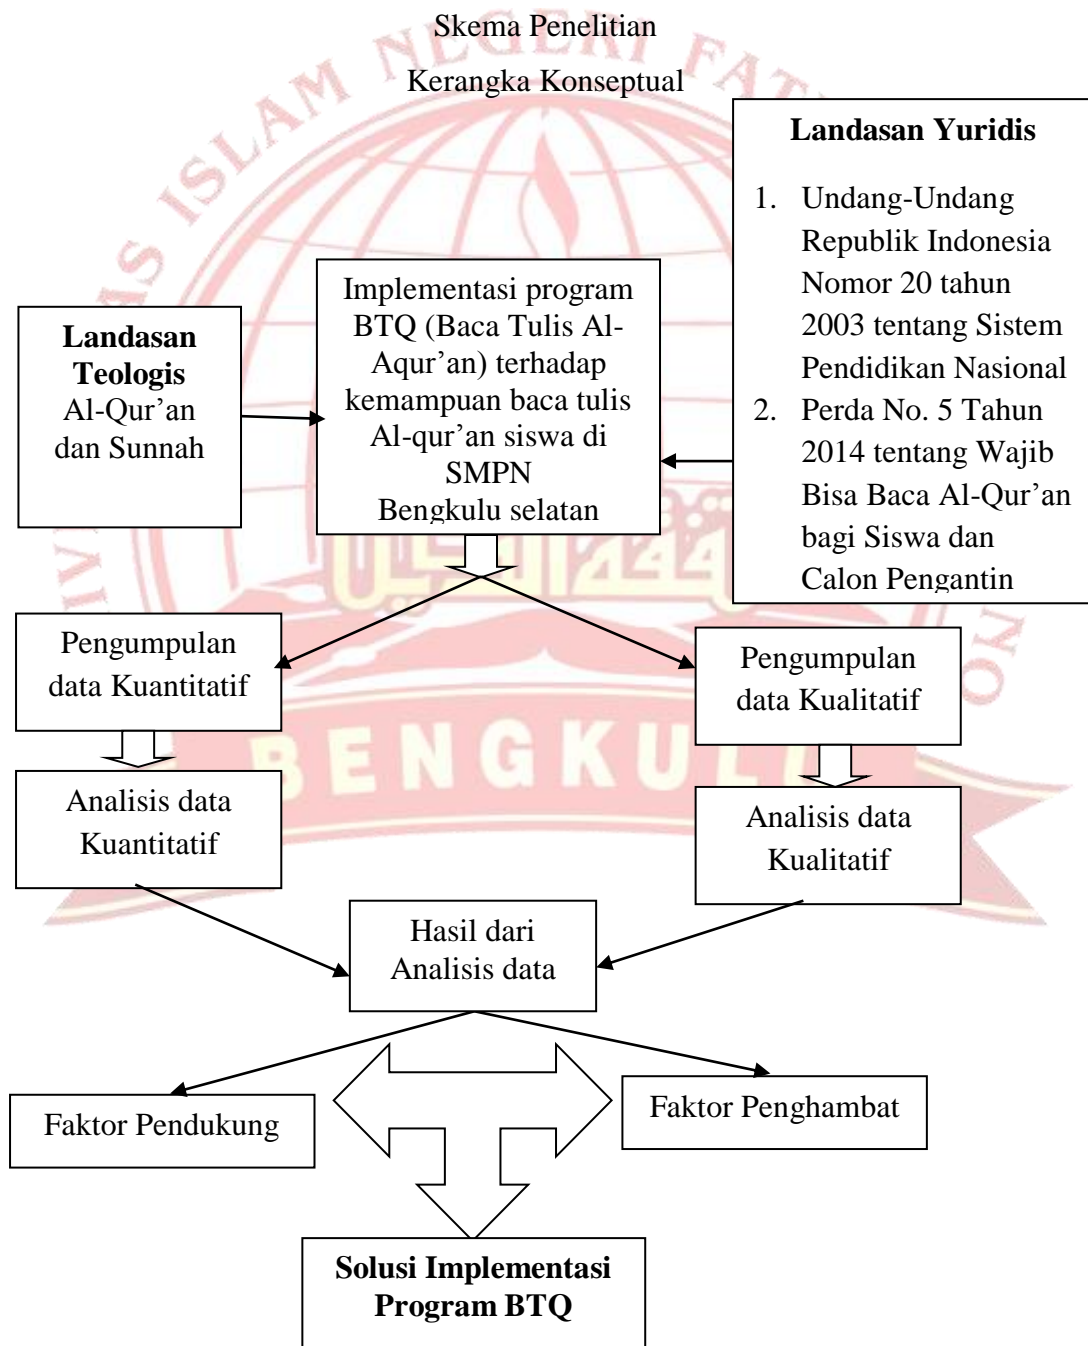 Skema Penelitian
Kerangka Konseptual
Landasan Yuridis
1. Undang-Undang
Republik Indonesia
Nomor 20 tahun
2003 tentang Sistem
Pendidikan Nasional
2. Perda No. 5 Tahun
2014 tentang Wajib
Bisa Baca Al-Qur’an
bagi Siswa dan
Calon Pengantin
Landasan
Teologis
Al-Qur’an
dan Sunnah
Implementasi program
BTQ (Baca Tulis Al-
Aqur’an) terhadap
kemampuan baca tulis
Al-qur’an siswa di
SMPN
Bengkulu selatan
Pengumpulan
data Kuantitatif
Pengumpulan
data Kualitatif
Analisis data
Kuantitatif
Analisis data
Kualitatif
Hasil dari
Analisis data
Faktor Pendukung
Faktor Penghambat
Solusi Implementasi
Program BTQ
ISLAM NEGERI
BENGKULU